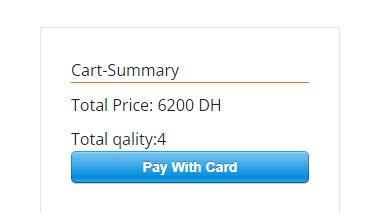 Cart-Summary
Total Price: 6200 DH
Total qality:4
Pay With Card